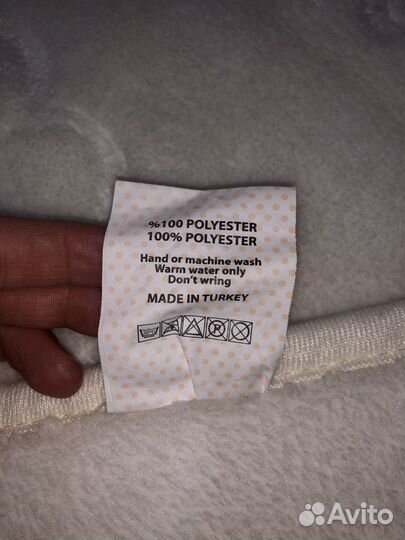 %100 POLYESTER
100% POLYESTER
Hand or machine wash
Warm water only
Don't wring
MADE IN TURKEY
Avito